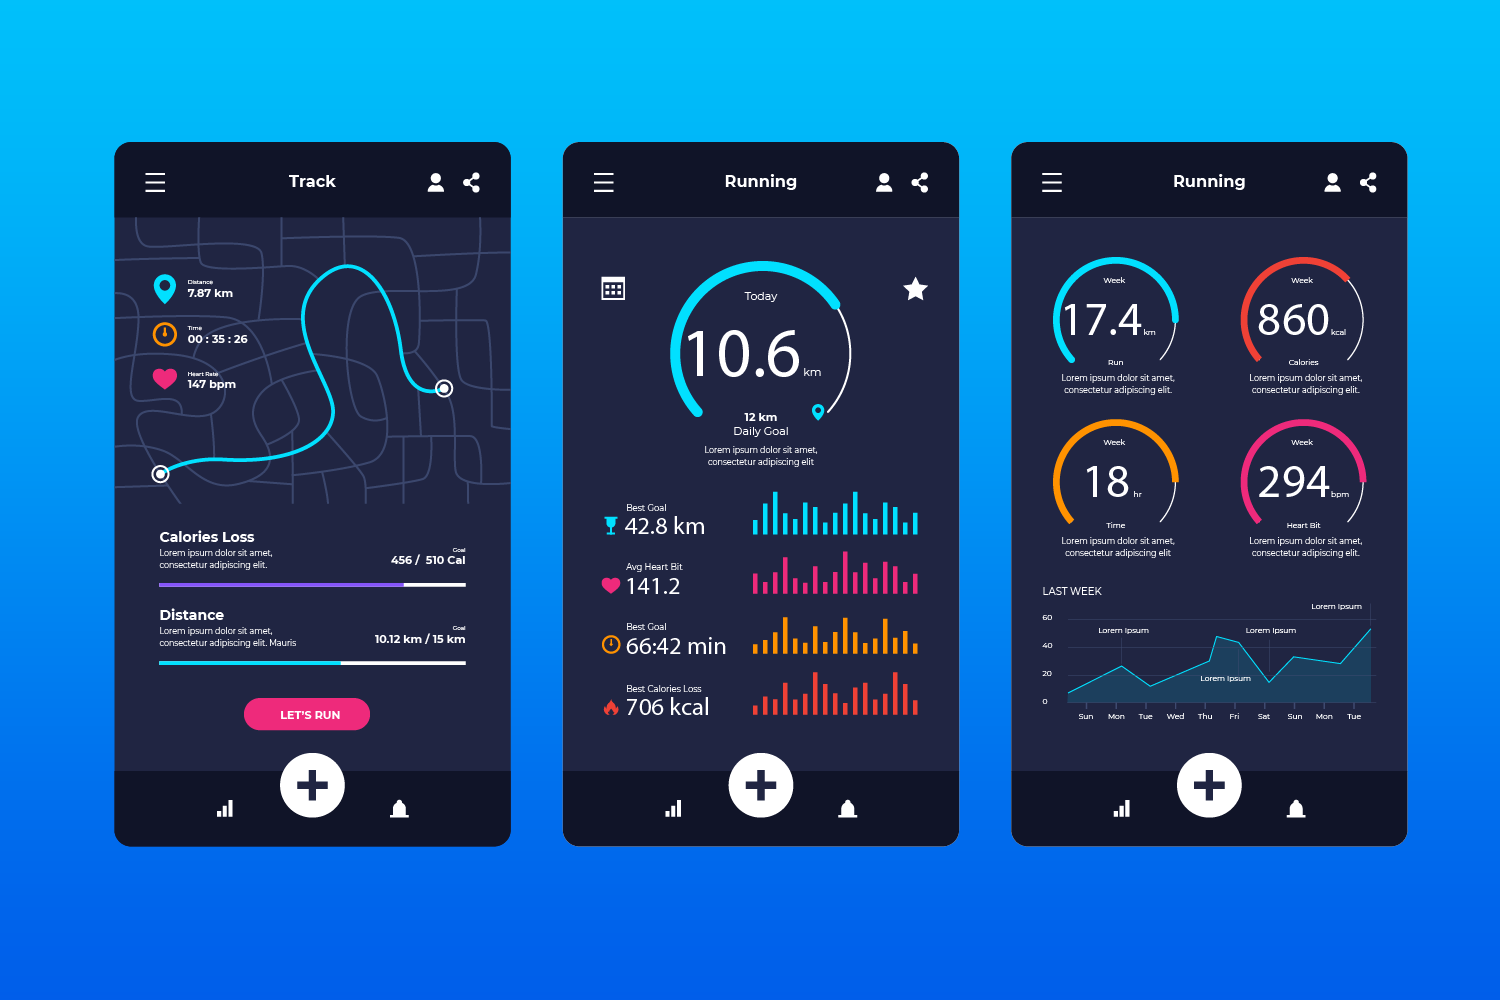 Track
Distance
7.87 km
Time
00 : 35 : 26
Heart Rate
147 bpm
Calories Loss
Lorem ipsum dolor sit amet,
consectetur adipiscing elit.
Goal
456 / 510 Cal
Distance
Lorem ipsum dolor sit amet,
consectetur adipiscing elit. Mauris
Goal
10.12 km / 15 km
LET'S RUN
Running
Today
10.6 km
12 km
Daily Goal
Lorem ipsum dolor sit amet,
consectetur adipiscing elit
Best Goal
42.8 km
Avg Heart Bit
141.2
Best Goal
66:42 min
Best Calories Loss
706 kcal
Running
Week
17.4 km
Run
Lorem ipsum dolor sit amet,
consectetur adipiscing elit.
Week
860 kcal
Calories
Lorem ipsum dolor sit amet,
consectetur adipiscing elit.
Week
18 hr
Time
Lorem ipsum dolor sit amet,
consectetur adipiscing elit
Week
294 bpm
Heart Bit
Lorem ipsum dolor sit amet,
consectetur adipiscing elit.
LAST WEEK
Lorem Ipsum
60
Lorem Ipsum Lorem Ipsum
40
20
Lorem Ipsum
0
Sun Mon Tue Wed Thu Fri Sat Sun Mon Tue